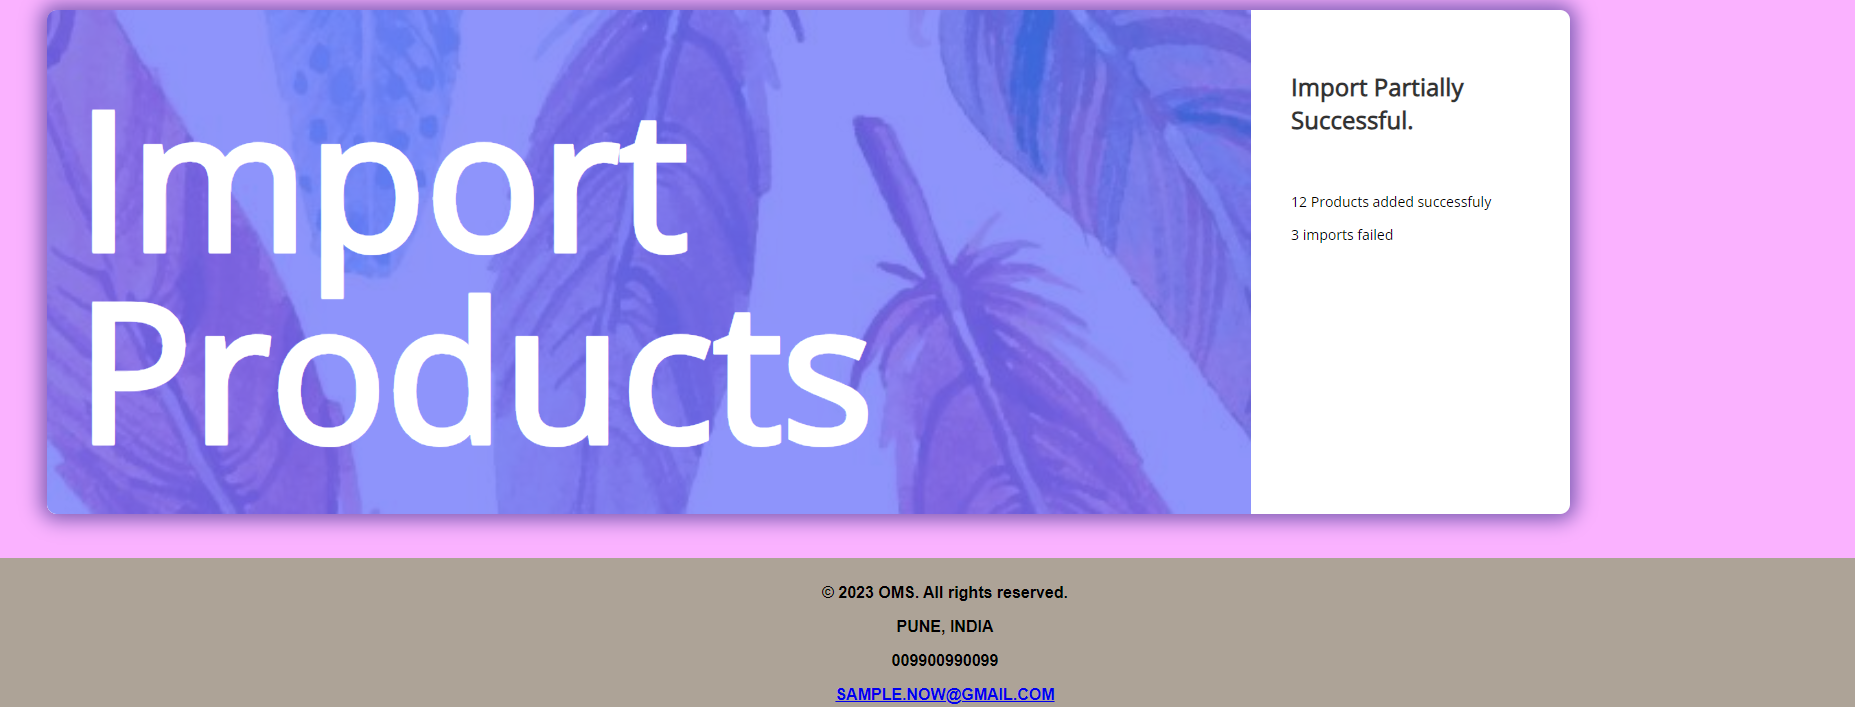 Import
Products
Import Partially
Successful.
12 Products added successfuly
3 imports failed
© 2023 OMS. All rights reserved.
PUNE, INDIA
009900990099
SAMPLE.NOW@GMAIL.COM